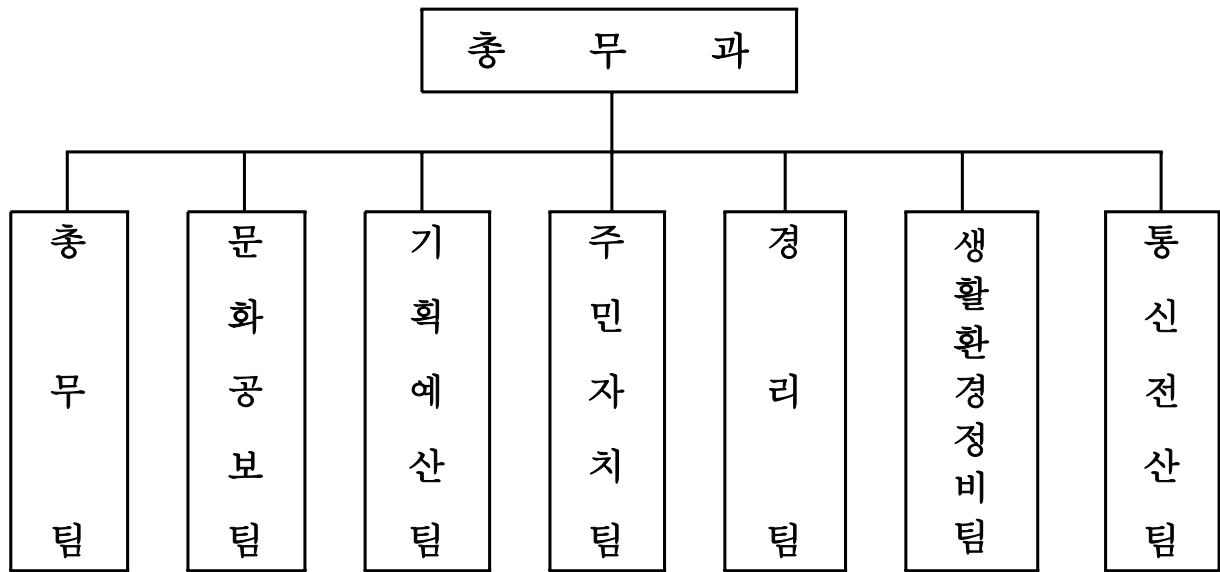 총 무 과
총무팀
문화공보팀
기획예산팀
주민자치팀
경리팀
생활환경정비팀
통신전산팀